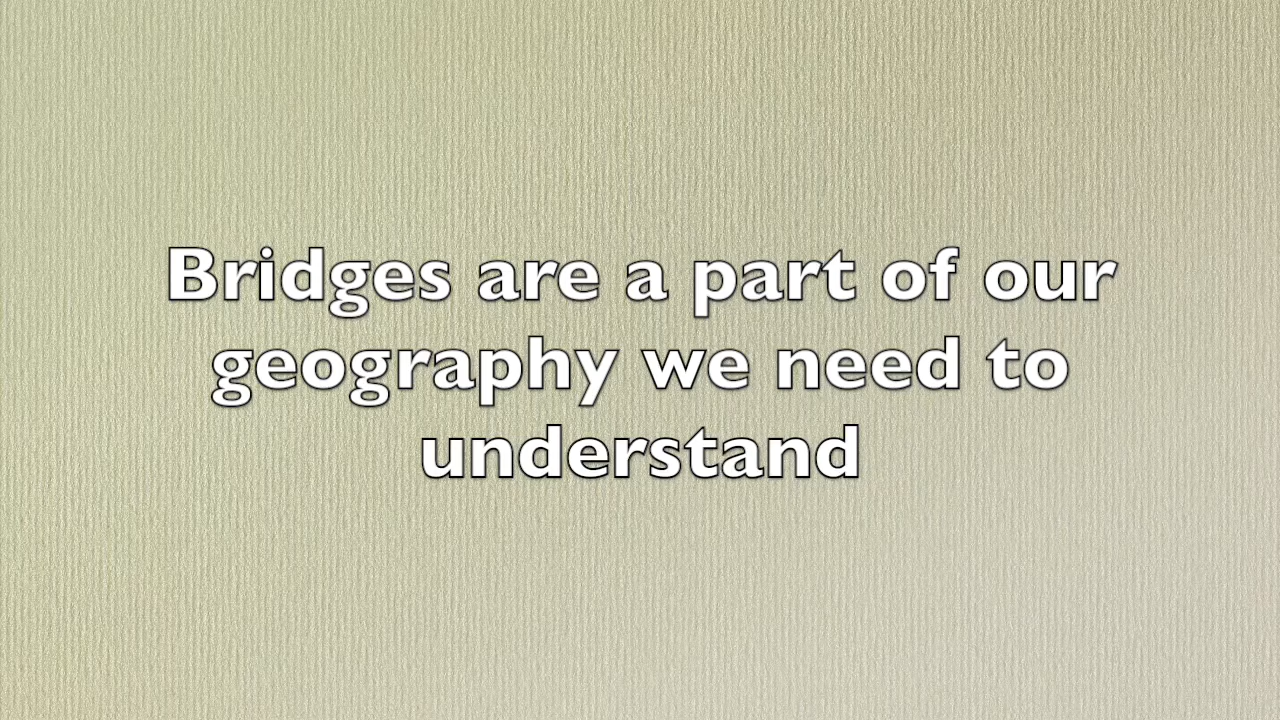 Bridges are a part of our
geography we need to
understand